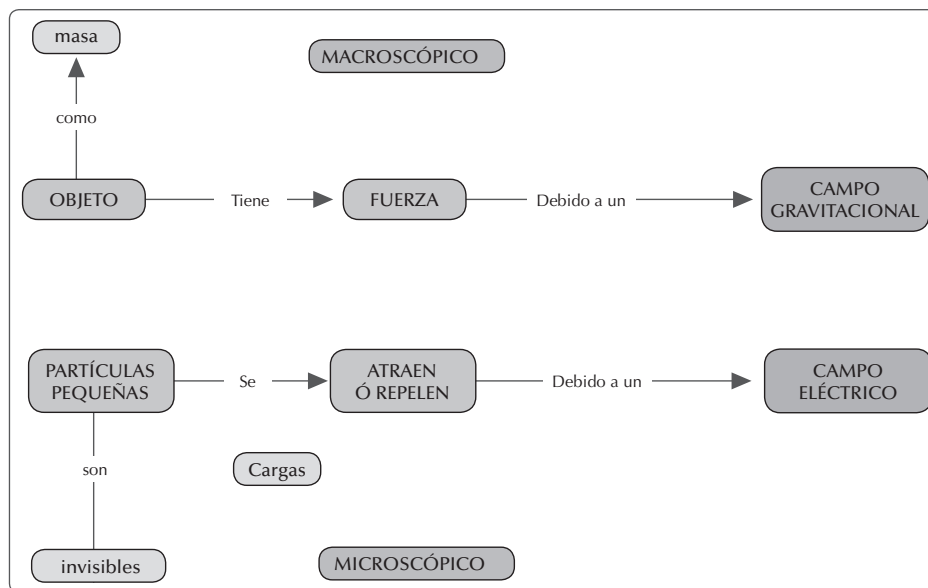 masa
MACROSCÓPICO
como
OBJETO
Tiene
FUERZA
Debido a un
CAMPO
GRAVITACIONAL
PARTÍCULAS
PEQUEÑAS
Se
ATRAEN
Ó REPELEN
Debido a un
CAMPO
ELÉCTRICO
son
Cargas
invisibles
MICROSCÓPICO